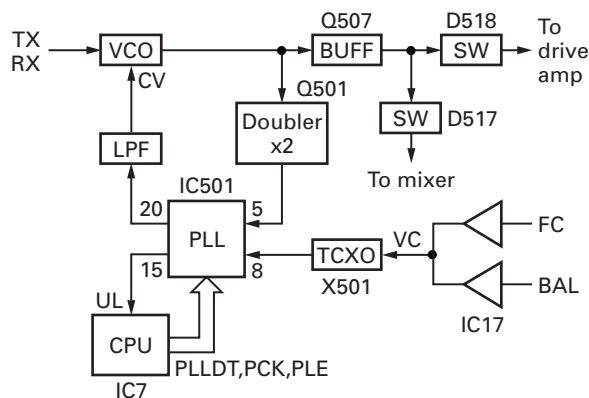 TX
RX
VCO
CV
Q507
BUFF
D518
SW
To
drive
amp
Q501
Doubler
x2
SW
D517
To mixer
LPF
IC501
20
5
PLL
15
8
VC
TCXO
X501
FC
BAL
IC17
UL
CPU
IC7
PLLDT,PCK,PLE